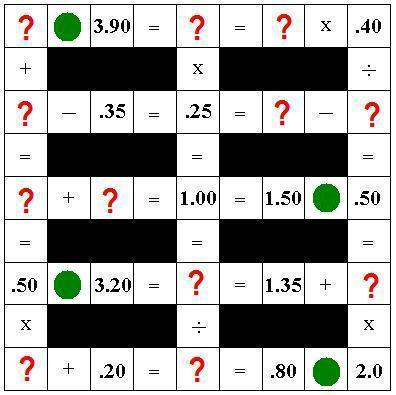 ? 3.90 = ? = ? x .40
+ x ÷
? − .35 = .25 = ? − ?
= = =
? + ? = 1.00 = 1.50 .50
= = =
.50 3.20 = ? = 1.35 + ?
x ÷ x
? + .20 = ? = .80 2.0